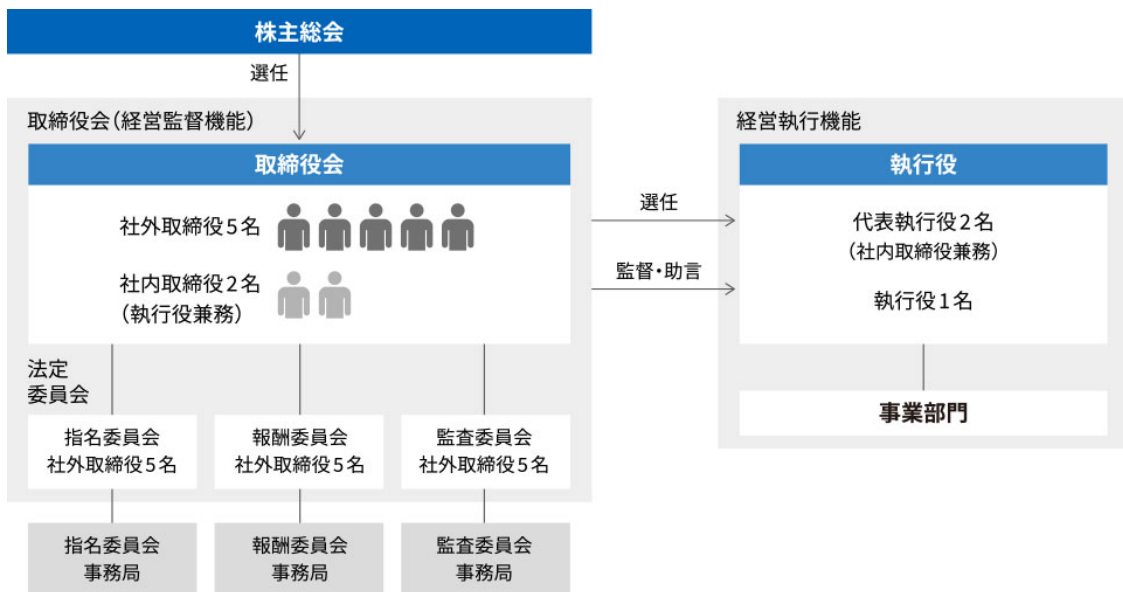 株主総会
選任
取締役会(経営監督機能)
取締役会
社外取締役5名
社内取締役2名
(執行役兼務)
法定
委員会
指名委員会
社外取締役5名
報酬委員会
社外取締役5名
監査委員会
社外取締役5名
指名委員会
事務局
報酬委員会
事務局
監査委員会
事務局
選任
監督・助言
経営執行機能
執行役
代表執行役2名
(社内取締役兼務)
執行役1名
事業部門